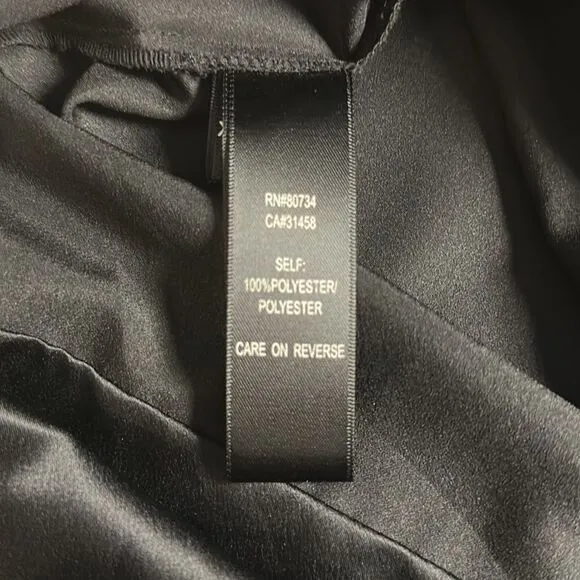 RN#80734
CA#31458
SELF:
100%POLYESTER/
POLYESTER
CARE ON REVERSE